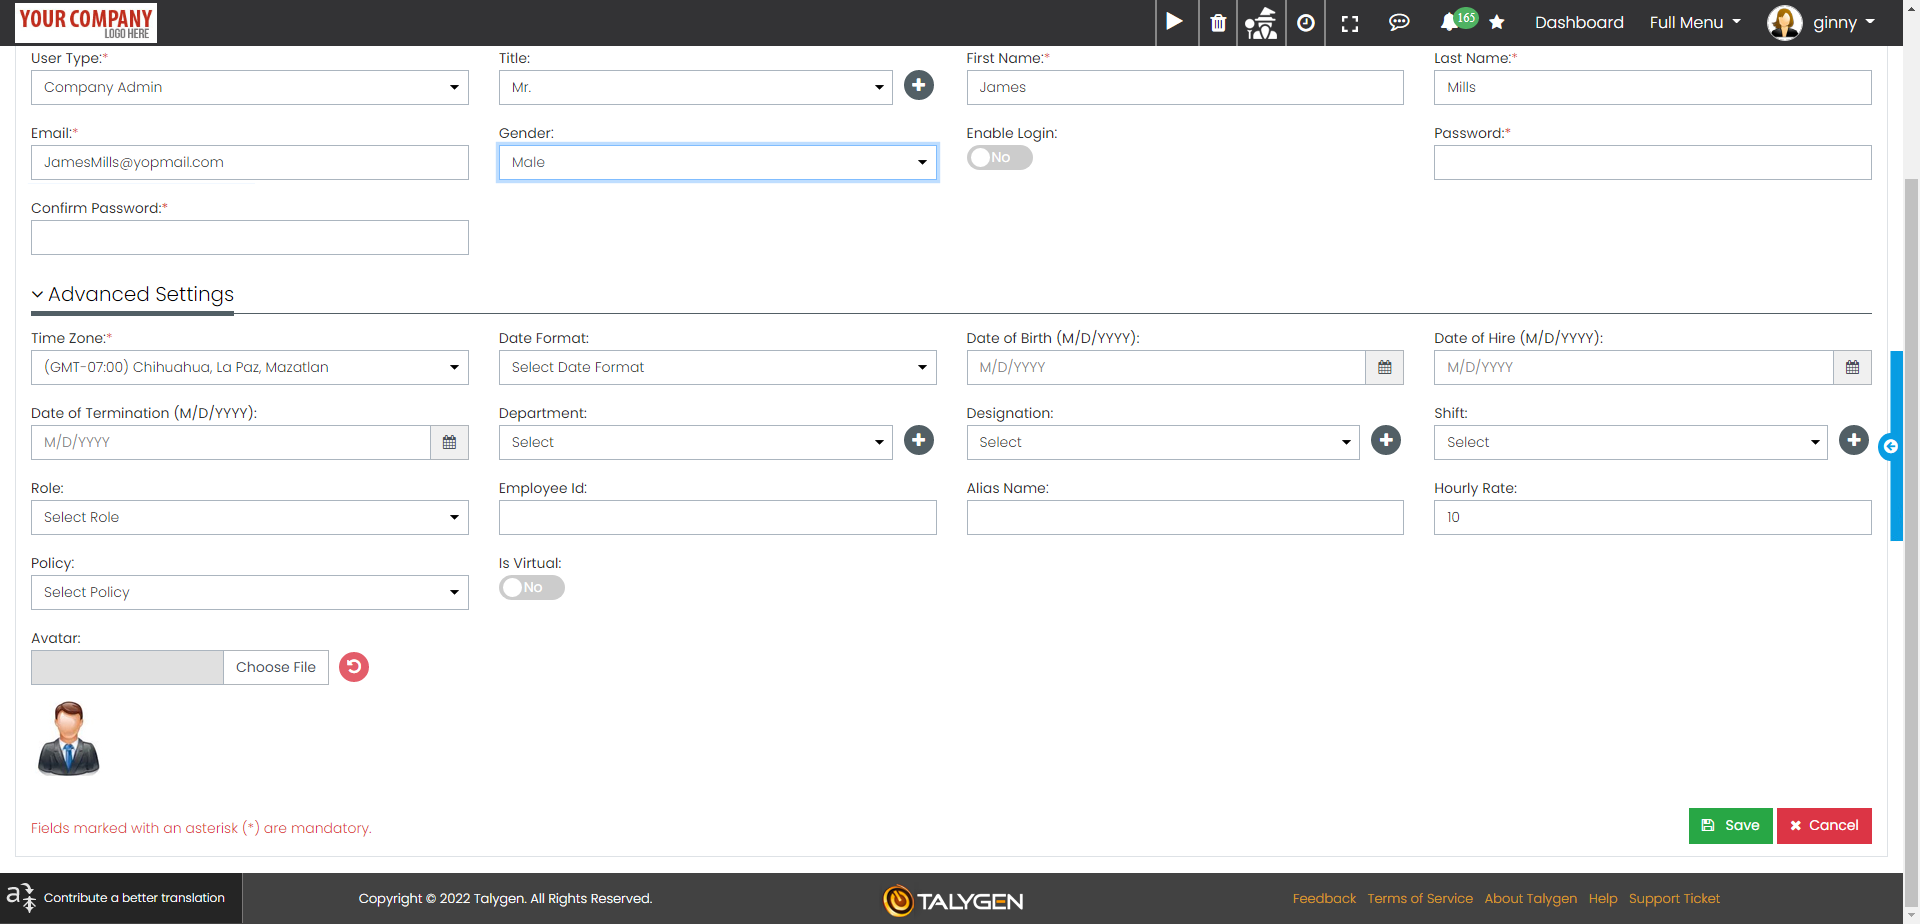 YOUR COMPANY
LOGO HERE
165
Dashboard
Full Menu
ginny
User Type:*
Title:
First Name:*
Last Name:*
Company Admin
Mr.
James
Mills
Email:*
Gender:
Enable Login:
Password:*
JamesMills@yopmail.com
Male
No
Confirm Password:*
Advanced Settings
Time Zone:*
Date Format:
Date of Birth (M/D/YYYY):
Date of Hire (M/D/YYYY):
(GMT-07:00) Chihuahua, La Paz, Mazatlan
Select Date Format
M/D/YYYY
M/D/YYYY
Date of Termination (M/D/YYYY):
Department:
Designation:
Shift:
M/D/YYYY
Select
Select
Select
Role:
Employee Id:
Alias Name:
Hourly Rate:
Select Role
10
Policy:
Is Virtual:
Select Policy
No
Avatar:
Choose File
Fields marked with an asterisk (*) are mandatory.
Save
Cancel
a
Contribute a better translation
Copyright © 2022 Talygen. All Rights Reserved.
TALYGEN
Feedback
Terms of Service
About Talygen
Help
Support Ticket